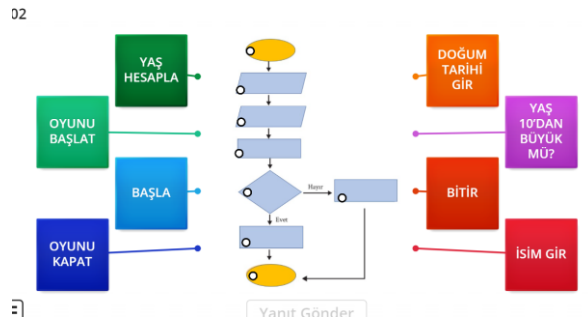 02
YAŞ
HESAPLA
OYUNU
BAŞLAT
BAŞLA
OYUNU
KAPAT
Hayır
Evet
DOĞUM
TARİHİ
GİR
YAŞ
10'DAN
BÜYÜK
MÜ?
BİTİR
İSİM GİR
Yanıt Gönder